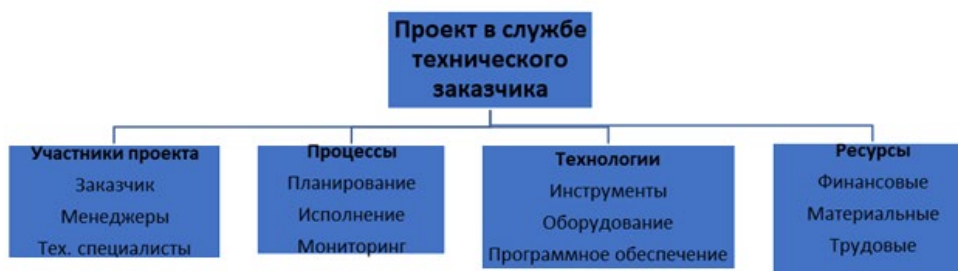 Проект в службе
технического
заказчика
Участники проекта
Заказчик
Менеджеры
Тех. специалисты
Процессы
Планирование
Исполнение
Мониторинг
Технологии
Инструменты
Оборудование
Программное обеспечение
Ресурсы
Финансовые
Материальные
Трудовые